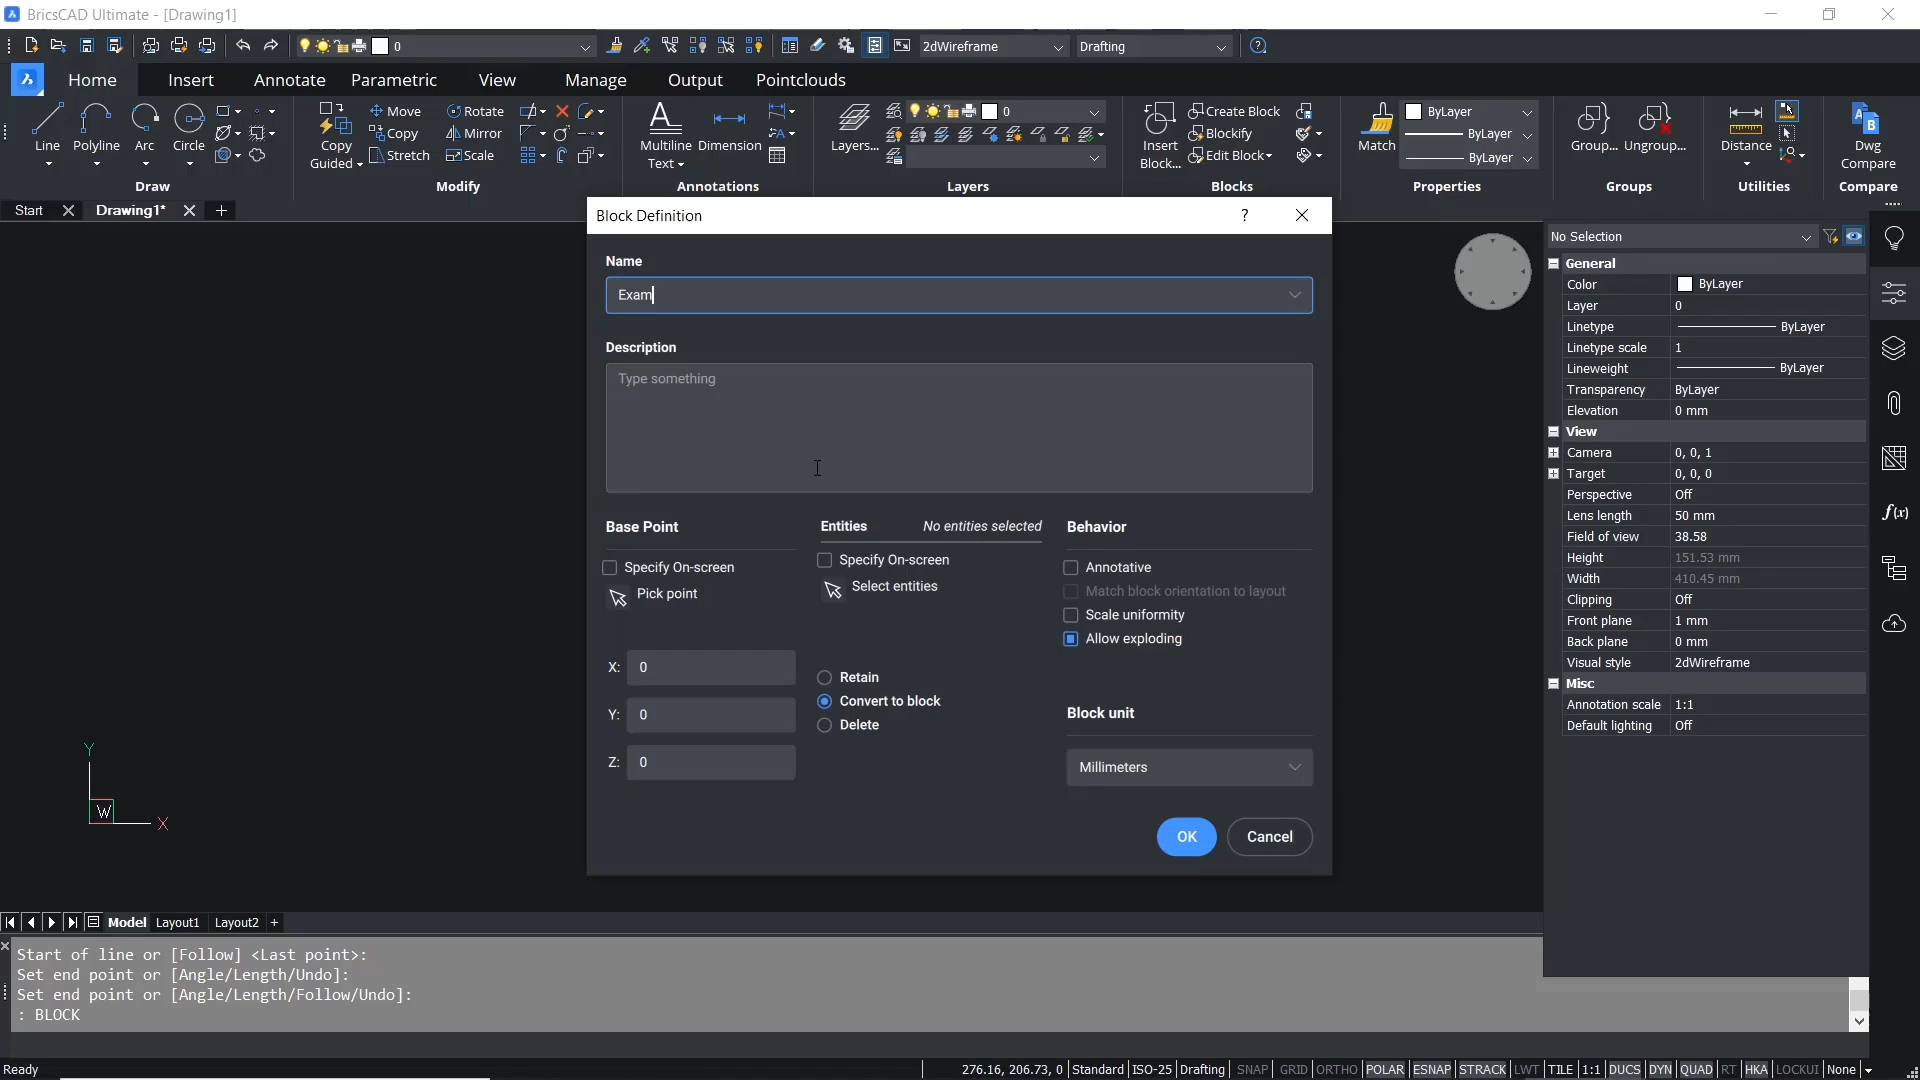 BricsCAD Ultimate - [Drawing1]
0
2dWireframe
Drafting
Home
Insert
Annotate
Parametric
View
Manage
Output
Pointclouds
Line
Polyline
Arc
Circle
Draw
Copy
Guided
Move
Copy
Stretch
Rotate
Mirror
Scale
Modify
Multiline
Text
Dimension
Annotations
Layers...
0
Layers
Insert
Block...
Create Block
Blockify
Edit Block
Blocks
Match
ByLayer
ByLayer
ByLayer
Properties
Group...
Ungroup...
Groups
Distance
Utilities
Dwg
Compare
Compare
Start
Drawing1*
Block Definition
?
Name
Exam
Description
Type something
Base Point
Specify On-screen
Pick point
X: 0
Y: 0
Z: 0
Entities
No entities selected
Specify On-screen
Select entities
Retain
Convert to block
Delete
Behavior
Annotative
Match block orientation to layout
Scale uniformity
Allow exploding
Block unit
Millimeters
OK
Cancel
No Selection
General
Color ByLayer
Layer 0
Linetype ByLayer
Linetype scale 1
Lineweight ByLayer
Transparency ByLayer
Elevation 0 mm
View
Camera 0, 0, 1
Target 0, 0, 0
Perspective Off
Lens length 50 mm
Field of view 38.58
Height 151.53 mm
Width 410.45 mm
Clipping Off
Front plane 1 mm
Back plane 0 mm
Visual style 2dWireframe
Misc
Annotation scale 1:1
Default lighting Off
f(x)
Y
W
X
Model
Layout1
Layout2
+
Start of line or [Follow] <Last point>:
Set end point or [Angle/Length/Undo]:
Set end point or [Angle/Length/Follow/Undo]:
: BLOCK
Ready
276.16, 206.73, 0 Standard ISO-25 Drafting SNAP GRID ORTHO POLAR ESNAP STRACK LWT TILE 1:1 DUCS DYN QUAD RT HKA LOCKUI None